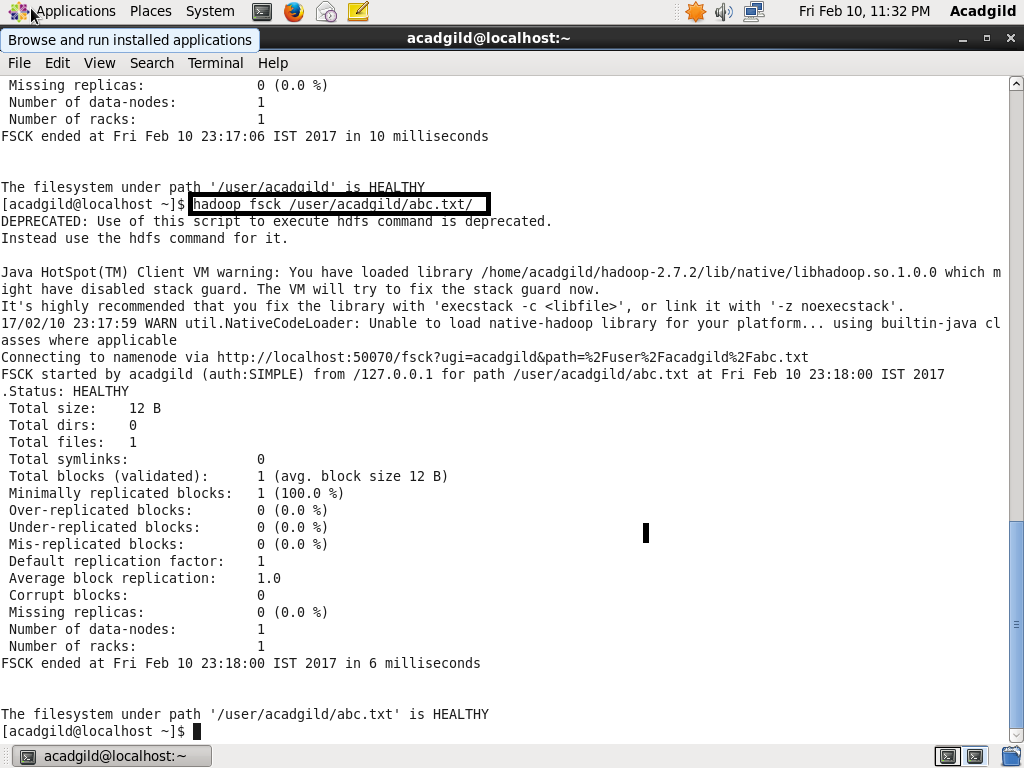 Applications Places System Fri Feb 10, 11:32 PM Acadgild
Browse and run installed applications
acadgild@localhost:~
File Edit View Search Terminal Help
Missing replicas: 0 (0.0 %)
Number of data-nodes: 1
Number of racks: 1
FSCK ended at Fri Feb 10 23:17:06 IST 2017 in 10 milliseconds
The filesystem under path '/user/acadgild' is HEALTHY
[acadgild@localhost ~]$ hadoop fsck /user/acadgild/abc.txt/
DEPRECATED: Use of this script to execute hdfs command is deprecated.
Instead use the hdfs command for it.
Java HotSpot(TM) Client VM warning: You have loaded library /home/acadgild/hadoop-2.7.2/lib/native/libhadoop.so.1.0.0 which m
ight have disabled stack guard. The VM will try to fix the stack guard now.
It's highly recommended that you fix the library with 'execstack -c <libfile>', or link it with '-z noexecstack'.
17/02/10 23:17:59 WARN util.NativeCodeLoader: Unable to load native-hadoop library for your platform... using builtin-java cl
asses where applicable
Connecting to namenode via http://localhost:50070/fsck?ugi=acadgild&path=%2Fuser%2Facadgild%2Fabc.txt
FSCK started by acadgild (auth:SIMPLE) from /127.0.0.1 for path /user/acadgild/abc.txt at Fri Feb 10 23:18:00 IST 2017
.Status: HEALTHY
Total size: 12 B
Total dirs: 0
Total files: 1
Total symlinks: 0
Total blocks (validated): 1 (avg. block size 12 B)
Minimally replicated blocks: 1 (100.0 %)
Over-replicated blocks: 0 (0.0 %)
Under-replicated blocks: 0 (0.0 %)
Mis-replicated blocks: 0 (0.0 %)
Default replication factor: 1
Average block replication: 1.0
Corrupt blocks: 0
Missing replicas: 0 (0.0 %)
Number of data-nodes: 1
Number of racks: 1
FSCK ended at Fri Feb 10 23:18:00 IST 2017 in 6 milliseconds
The filesystem under path '/user/acadgild/abc.txt' is HEALTHY
[acadgild@localhost ~]$
acadgild@localhost:~